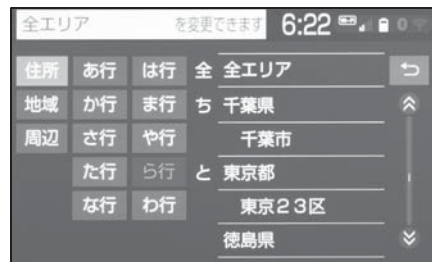 全エリア を変更できます 6:22 0
住所 あ行 は行 全 全エリア
地域 か行 ま行 ち 千葉県
周辺 さ行 や行 千葉市
た行 ら行 と 東京都
な行 わ行 東京23区
徳島県